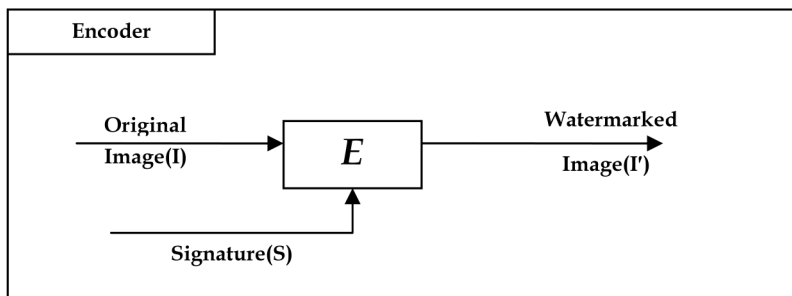 Encoder
Original
Image(I)
E
Watermarked
Image(I')
Signature(S)